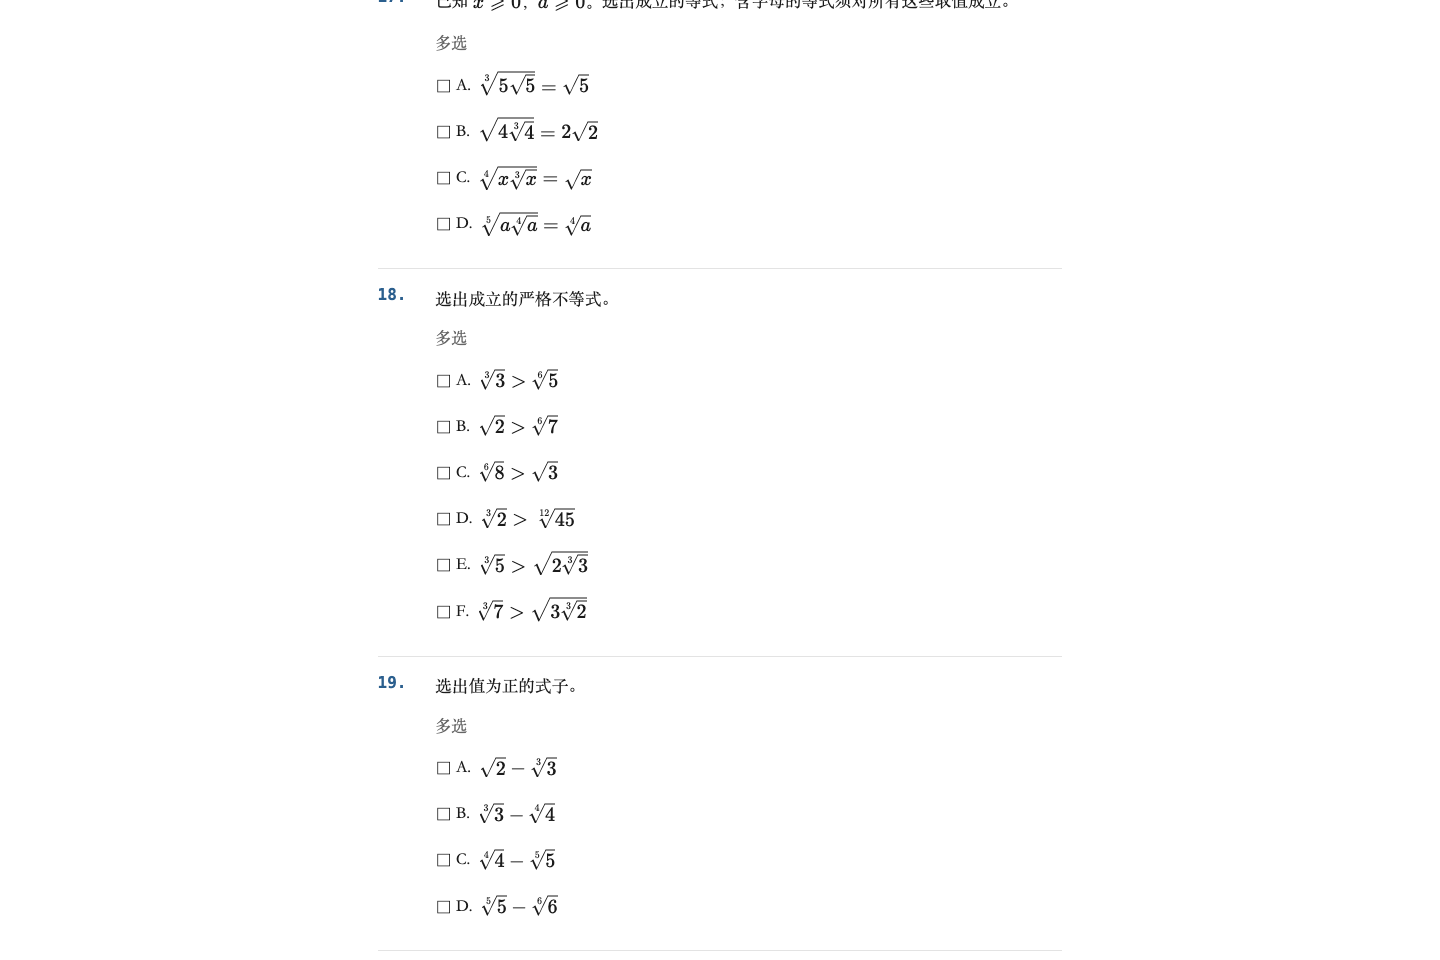 17. 已知 x ⩾ 0, a ⩾ 0。选出成立的等式,含字母的等式须对所有这些取值成立。
多选
A. ∛(5√5) = √5
B. √(4∛4) = 2√2
C. ∜(x∛x) = √x
D. ⁵√(a∜a) = ∜a
18. 选出成立的严格不等式。
多选
A. ∛3 > ⁶√5
B. √2 > ⁶√7
C. ⁶√8 > √3
D. ∛2 > ¹²√45
E. ∛5 > √(2∛3)
F. ∛7 > √(3∛2)
19. 选出值为正的式子。
多选
A. √2 − ∛3
B. ∛3 − ∜4
C. ∜4 − ⁵√5
D. ⁵√5 − ⁶√6